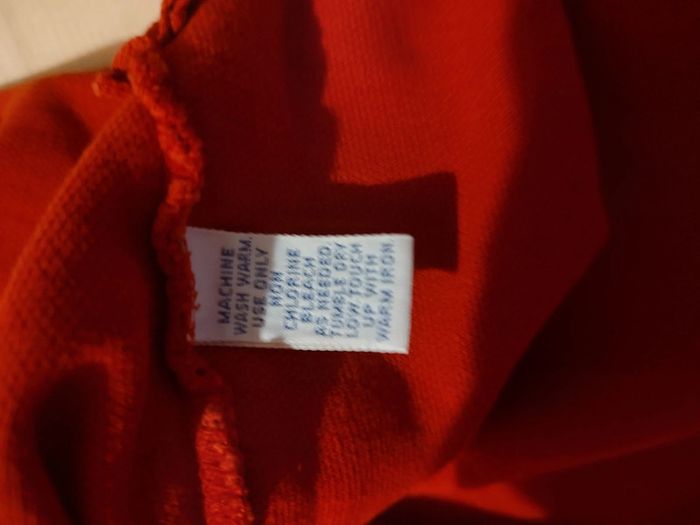 MACHINE
WASH WARM.
USE ONLY
NON
CHLORINE
BLEACH
AS NEEDED.
TUMBLE DRY
LOW. TOUCH
UP WITH
WARM IRON.